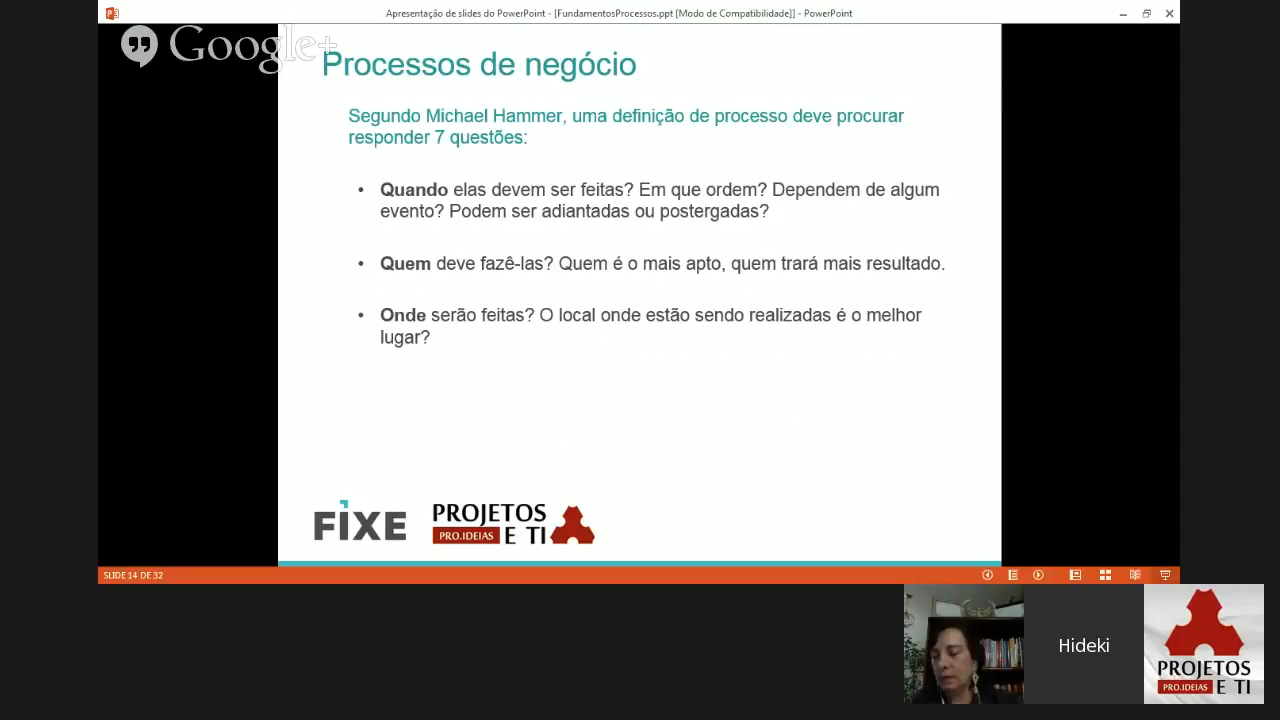 Apresentação de slides do PowerPoint - [FundamentosProcessos.ppt [Modo de Compatibilidade]] - PowerPoint
Google+
Processos de negócio
Segundo Michael Hammer, uma definição de processo deve procurar
responder 7 questões:
• Quando elas devem ser feitas? Em que ordem? Dependem de algum
evento? Podem ser adiantadas ou postergadas?
• Quem deve fazê-las? Quem é o mais apto, quem trará mais resultado.
• Onde serão feitas? O local onde estão sendo realizadas é o melhor
lugar?
FIXE
PROJETOS
PRO.IDEIAS E TI
SLIDE 14 DE 32
Hideki
PROJETOS
PRO.IDEIAS E TI